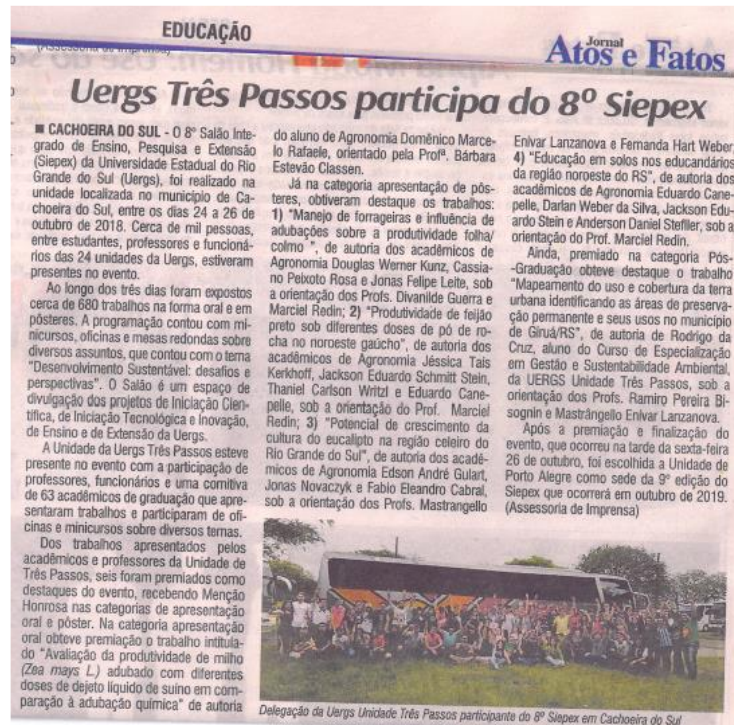 EDUCAÇÃO
(Assessoria de Imprensa)
Jornal
Atos e Fatos
Uergs Três Passos participa do 8º Siepex
■ CACHOEIRA DO SUL - O 8º Salão Inte-
grado de Ensino, Pesquisa e Extensão
(Siepex) da Universidade Estadual do Rio
Grande do Sul (Uergs), foi realizado na
unidade localizada no município de Ca-
choeira do Sul, entre os dias 24 a 26 de
outubro de 2018. Cerca de mil pessoas,
entre estudantes, professores e funcioná-
rios das 24 unidades da Uergs, estiveram
presentes no evento.
Ao longo dos três dias foram expostos
cerca de 680 trabalhos na forma oral e em
pôsteres. A programação contou com mi-
nicursos, oficinas e mesas redondas sobre
diversos assuntos, que contou com o tema
"Desenvolvimento Sustentável: desafios e
perspectivas". O Salão é um espaço de
divulgação dos projetos de Iniciação Cien-
tífica, de Iniciação Tecnológica e Inovação,
de Ensino e de Extensão da Uergs.
A Unidade da Uergs Três Passos esteve
presente no evento com a participação de
professores, funcionários e uma comitiva
de 63 acadêmicos de graduação que apre-
sentaram trabalhos e participaram de ofi-
cinas e minicursos sobre diversos temas.
Dos trabalhos apresentados pelos
acadêmicos e professores da Unidade de
Três Passos, seis foram premiados como
destaques do evento, recebendo Menção
Honrosa nas categorias de apresentação
oral e pôster. Na categoria apresentação
oral obteve premiação o trabalho intitula-
do "Avaliação da produtividade de milho
(Zea mays L.) adubado com diferentes
doses de dejeto líquido de suíno em com-
paração à adubação química" de autoria
do aluno de Agronomia Domênico Marce-
lo Rafaele, orientado pela Profª. Bárbara
Estevão Classen.
Já na categoria apresentação de pôs-
teres, obtiveram destaque os trabalhos:
1) "Manejo de forrageiras e influência de
adubações sobre a produtividade folha/
colmo ", de autoria dos acadêmicos de
Agronomia Douglas Werner Kunz, Cassia-
no Peixoto Rosa e Jonas Felipe Leite, sob
a orientação dos Profs. Divanilde Guerra e
Marciel Redin; 2) "Produtividade de feijão
preto sob diferentes doses de pó de ro-
cha no noroeste gaúcho", de autoria dos
acadêmicos de Agronomia Jéssica Tais
Kerkhoff, Jackson Eduardo Schmitt Stein,
Thaniel Carlson Writzl e Eduardo Cane-
pelle, sob a orientação do Prof. Marciel
Redin; 3) "Potencial de crescimento da
cultura do eucalipto na região celeiro do
Rio Grande do Sul", de autoria dos acadê-
micos de Agronomia Edson André Gulart,
Jonas Novaczyk e Fabio Eleandro Cabral,
sob a orientação dos Profs. Mastrangello
Enivar Lanzanova e Fernanda Hart Weber;
4) "Educação em solos nos educandários
da região noroeste do RS", de autoria dos
acadêmicos de Agronomia Eduardo Cane-
pelle, Darlan Weber da Silva, Jackson Edu-
ardo Stein e Anderson Daniel Steffler, sob a
orientação do Prof. Marciel Redin.
Ainda, premiado na categoria Pós-
-Graduação obteve destaque o trabalho
"Mapeamento do uso e cobertura da terra
urbana identificando as áreas de preserva-
ção permanente e seus usos no município
de Giruá/RS", de autoria de Rodrigo da
Cruz, aluno do Curso de Especialização
em Gestão e Sustentabilidade Ambiental,
da UERGS Unidade Três Passos, sob a
orientação dos Profs. Ramiro Pereira Bi-
sognin e Mastrângello Enivar Lanzanova.
Após a premiação e finalização do
evento, que ocorreu na tarde da sexta-feira
26 de outubro, foi escolhida a Unidade de
Porto Alegre como sede da 9ª edição do
Siepex que ocorrerá em outubro de 2019.
(Assessoria de Imprensa)
Delegação da Uergs Unidade Três Passos participante do 8º Siepex em Cachoeira do Sul